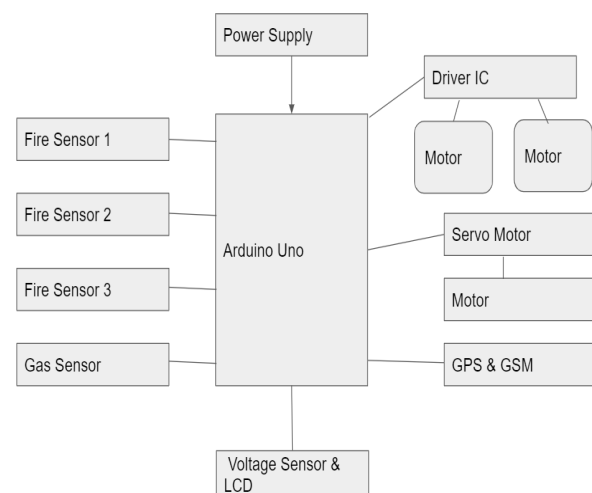 Power Supply
Driver IC
Motor
Motor
Fire Sensor 1
Fire Sensor 2
Arduino Uno
Servo Motor
Fire Sensor 3
Motor
Gas Sensor
GPS & GSM
Voltage Sensor &
LCD